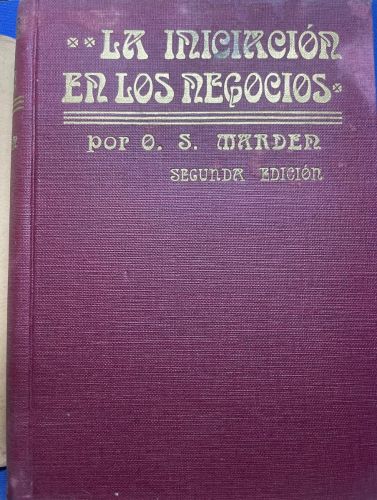 LA INICIACIÓN
EN LOS NEGOCIOS
por O. S. MARDEN
SEGUNDA EDICIÓN